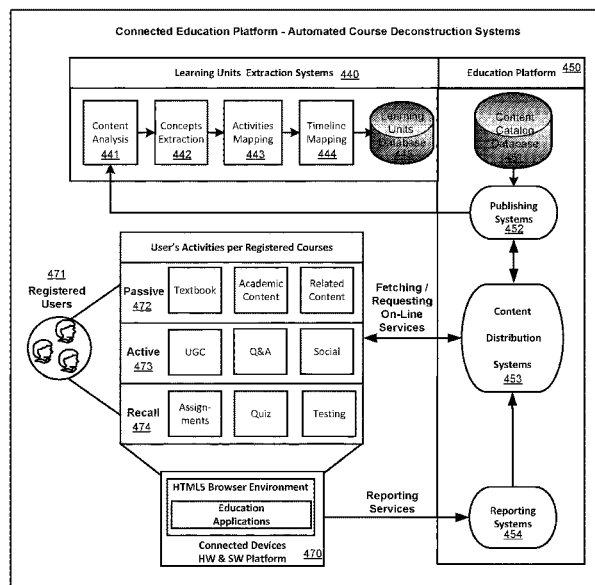 Connected Education Platform - Automated Course Deconstruction Systems
Learning Units Extraction Systems 440
Education Platform 450
Content
Analysis
441
Concepts
Extraction
442
Activities
Mapping
443
Timeline
Mapping
444
Learning
Units
Database
Content
Catalog
Database
Publishing
Systems
452
User's Activities per Registered Courses
471
Registered
Users
Passive
472
Textbook
Academic
Content
Related
Content
Active
473
UGC
Q&A
Social
Recall
474
Assign-
ments
Quiz
Testing
Fetching /
Requesting
On-Line
Services
Content
Distribution
Systems
453
HTML5 Browser Environment
Education
Applications
Connected Devices
HW & SW Platform 470
Reporting
Services
Reporting
Systems
454